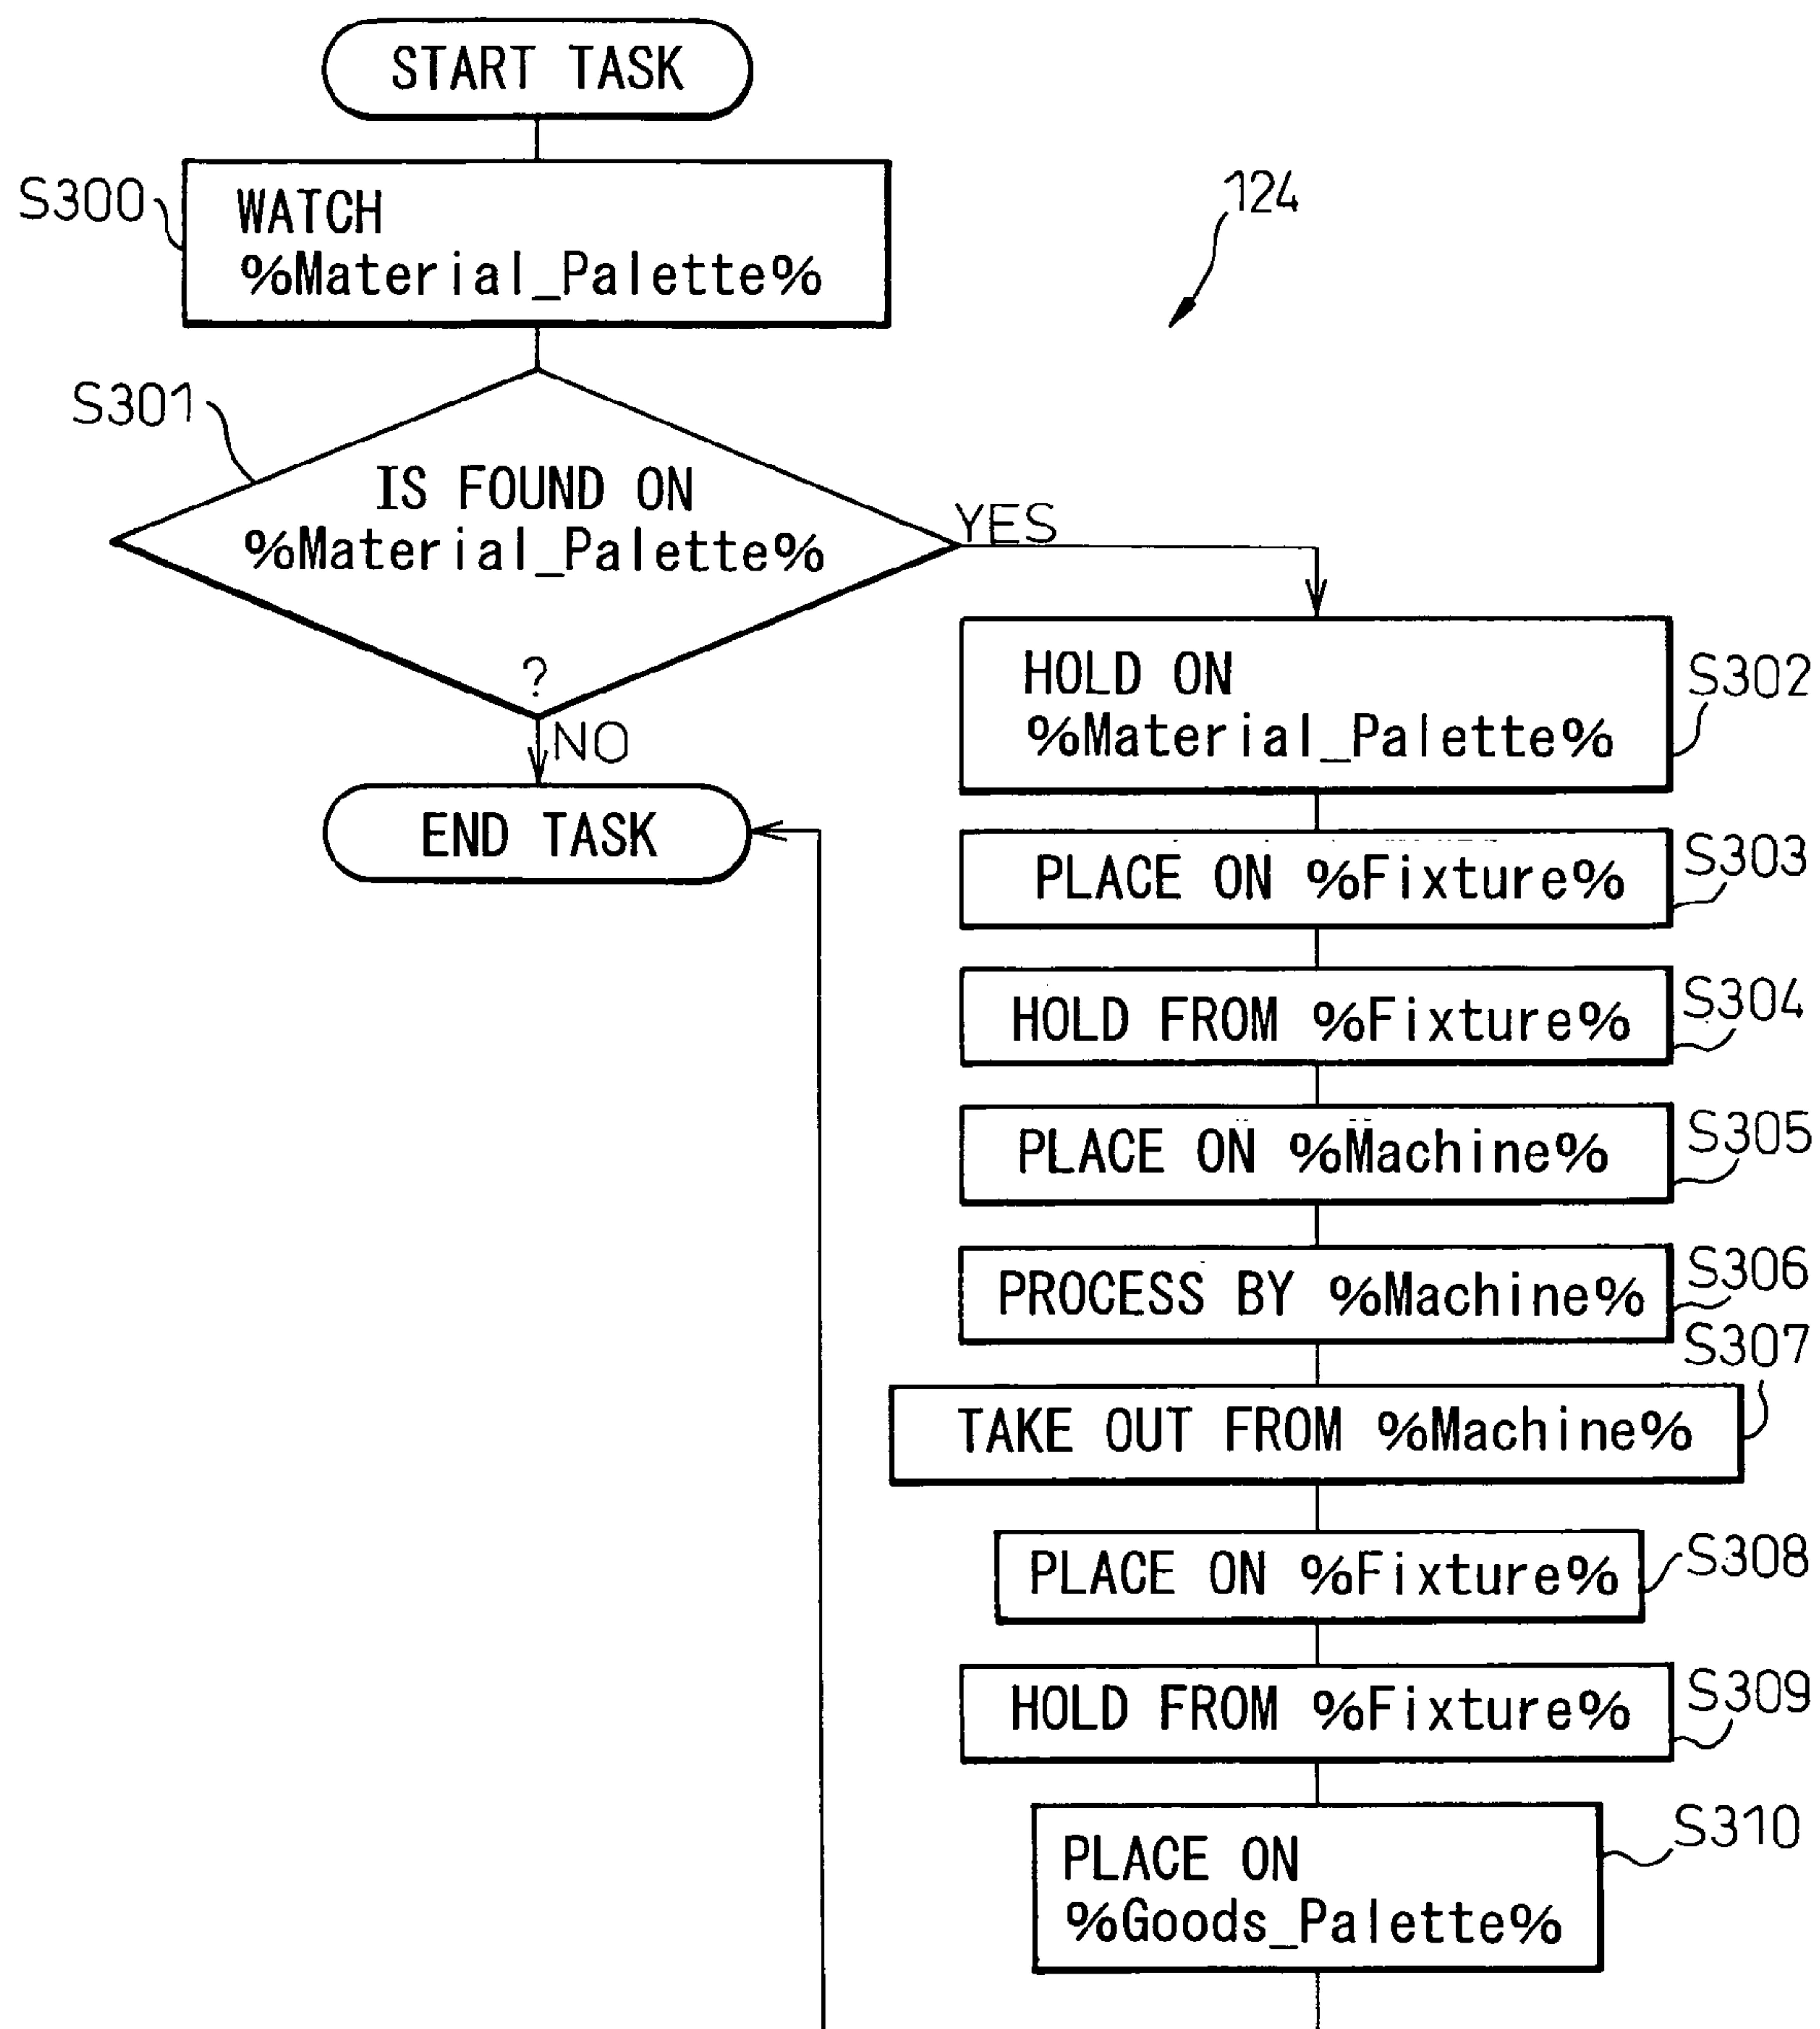 START TASK
S300
WATCH
%Material_Palette%
124
S301
IS FOUND ON
%Material_Palette%
?
YES
NO
END TASK
HOLD ON
%Material_Palette%
S302
PLACE ON %Fixture%
S303
HOLD FROM %Fixture%
S304
PLACE ON %Machine%
S305
PROCESS BY %Machine%
S306
TAKE OUT FROM %Machine%
S307
PLACE ON %Fixture%
S308
HOLD FROM %Fixture%
S309
PLACE ON
%Goods_Palette%
S310